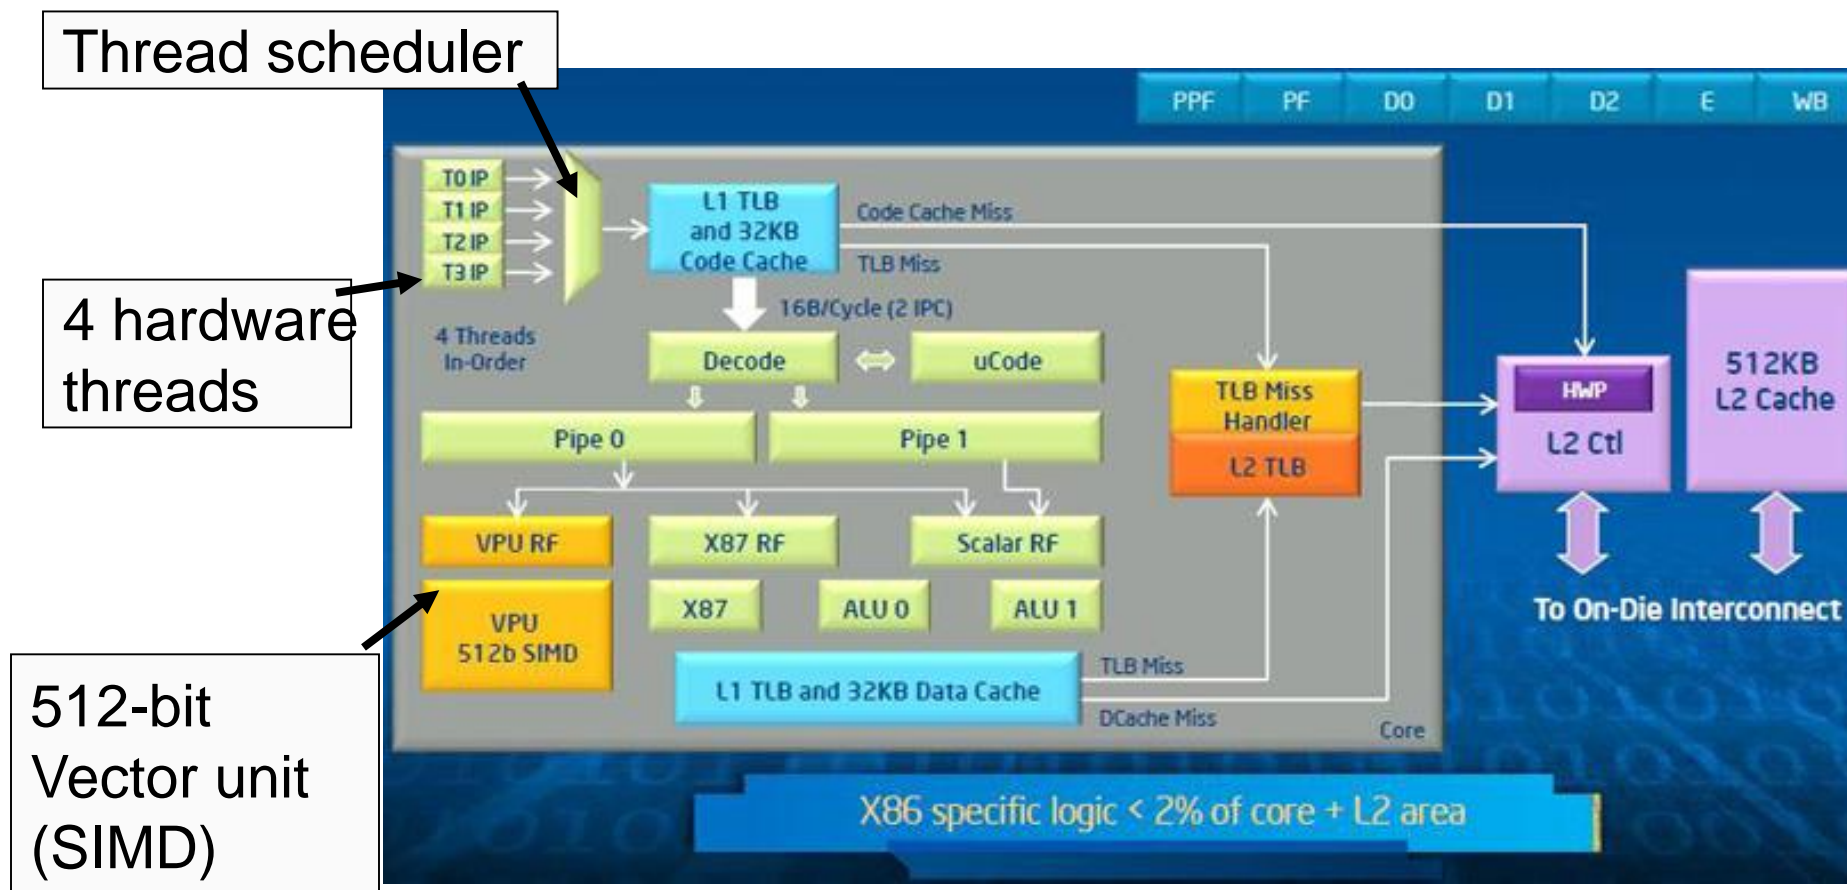 Thread scheduler
PPF PF D0 D1 D2 E WB
T0 IP
T1 IP
T2 IP
T3 IP
L1 TLB
and 32KB
Code Cache
Code Cache Miss
TLB Miss
4 hardware
threads
4 Threads
In-Order
16B/Cycle (2 IPC)
Decode
uCode
Pipe 0
Pipe 1
TLB Miss
Handler
L2 TLB
HWP
L2 Ctl
512KB
L2 Cache
VPU RF
X87 RF
Scalar RF
VPU
512b SIMD
X87
ALU 0
ALU 1
To On-Die Interconnect
512-bit
Vector unit
(SIMD)
L1 TLB and 32KB Data Cache
TLB Miss
DCache Miss
Core
X86 specific logic < 2% of core + L2 area